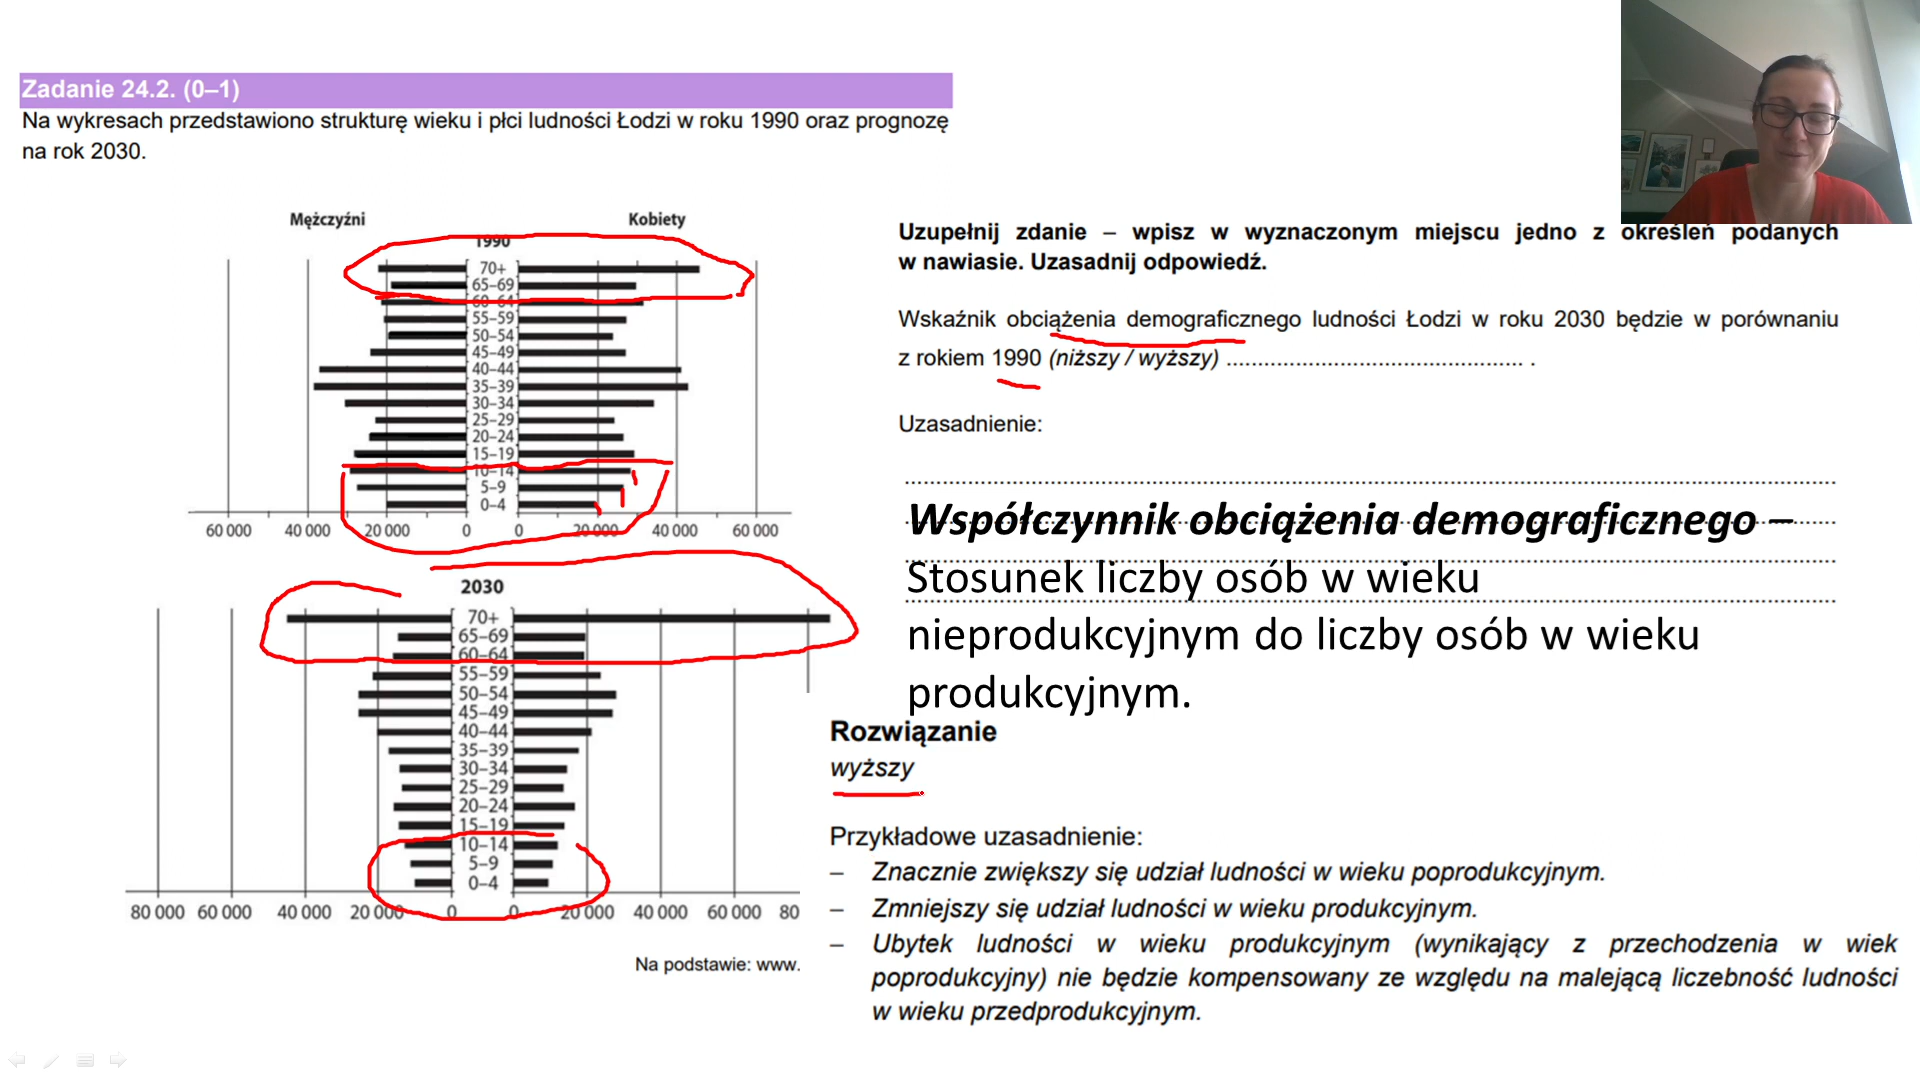 Zadanie 24.2. (0–1)
Na wykresach przedstawiono strukturę wieku i płci ludności Łodzi w roku 1990 oraz prognozę
na rok 2030.
Mężczyźni Kobiety
1990
70+
65–69
60–64
55–59
50–54
45–49
40–44
35–39
30–34
25–29
20–24
15–19
10–14
5–9
0–4
60 000 40 000 20 000 0 0 20 000 40 000 60 000
2030
70+
65–69
60–64
55–59
50–54
45–49
40–44
35–39
30–34
25–29
20–24
15–19
10–14
5–9
0–4
80 000 60 000 40 000 20 000 0 0 20 000 40 000 60 000 80
Na podstawie: www.
Uzupełnij zdanie – wpisz w wyznaczonym miejscu jedno z określeń podanych
w nawiasie. Uzasadnij odpowiedź.
Wskaźnik obciążenia demograficznego ludności Łodzi w roku 2030 będzie w porównaniu
z rokiem 1990 (niższy / wyższy) .................................................. .
Uzasadnienie:
Współczynnik obciążenia demograficznego –
Stosunek liczby osób w wieku
nieprodukcyjnym do liczby osób w wieku
produkcyjnym.
Rozwiązanie
wyższy
Przykładowe uzasadnienie:
– Znacznie zwiększy się udział ludności w wieku poprodukcyjnym.
– Zmniejszy się udział ludności w wieku produkcyjnym.
– Ubytek ludności w wieku produkcyjnym (wynikający z przechodzenia w wiek
poprodukcyjny) nie będzie kompensowany ze względu na malejącą liczebność ludności
w wieku przedprodukcyjnym.